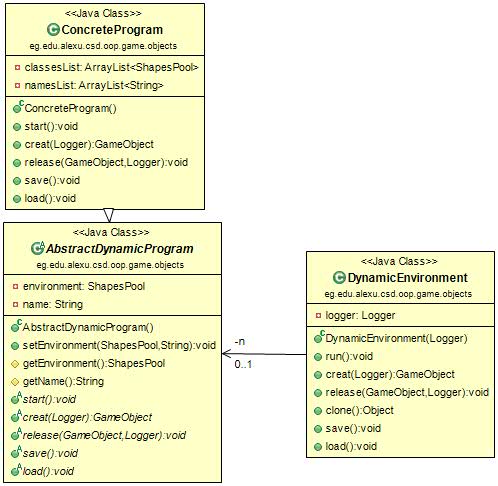 <<Java Class>>
ConcreteProgram
eg.edu.alexu.csd.oop.game.objects
classesList: ArrayList<ShapesPool>
namesList: ArrayList<String>
ConcreteProgram()
start():void
creat(Logger):GameObject
release(GameObject,Logger):void
save():void
load():void
<<Java Class>>
AbstractDynamicProgram
eg.edu.alexu.csd.oop.game.objects
environment: ShapesPool
name: String
AbstractDynamicProgram()
setEnvironment(ShapesPool,String):void
getEnvironment():ShapesPool
getName():String
start():void
creat(Logger):GameObject
release(GameObject,Logger):void
save():void
load():void
-n
0..1
<<Java Class>>
DynamicEnvironment
eg.edu.alexu.csd.oop.game.objects
logger: Logger
DynamicEnvironment(Logger)
run():void
creat(Logger):GameObject
release(GameObject,Logger):void
clone():Object
save():void
load():void